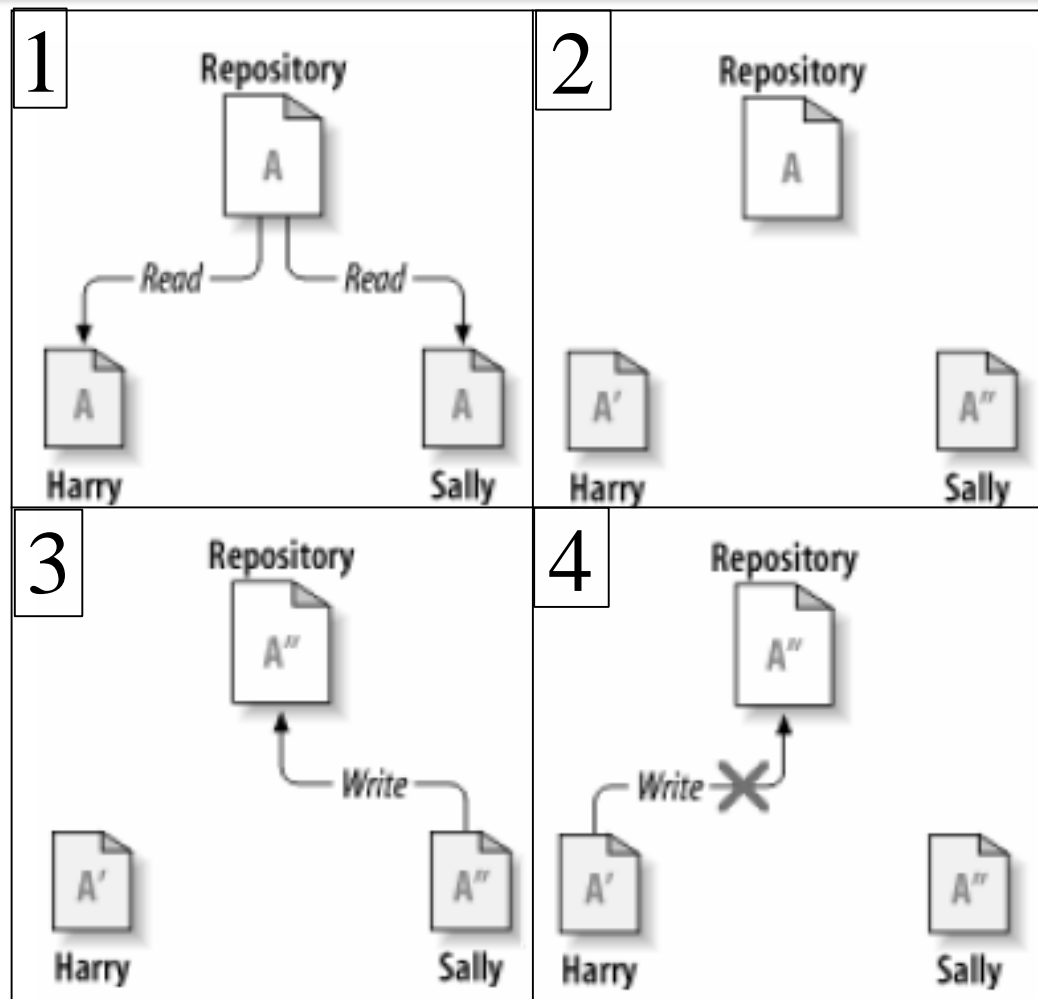 1
Repository
A
Read Read
A A
Harry Sally
2
Repository
A
A′ A″
Harry Sally
3
Repository
A″
Write
A′ A″
Harry Sally
4
Repository
A″
Write
A′ A″
Harry Sally